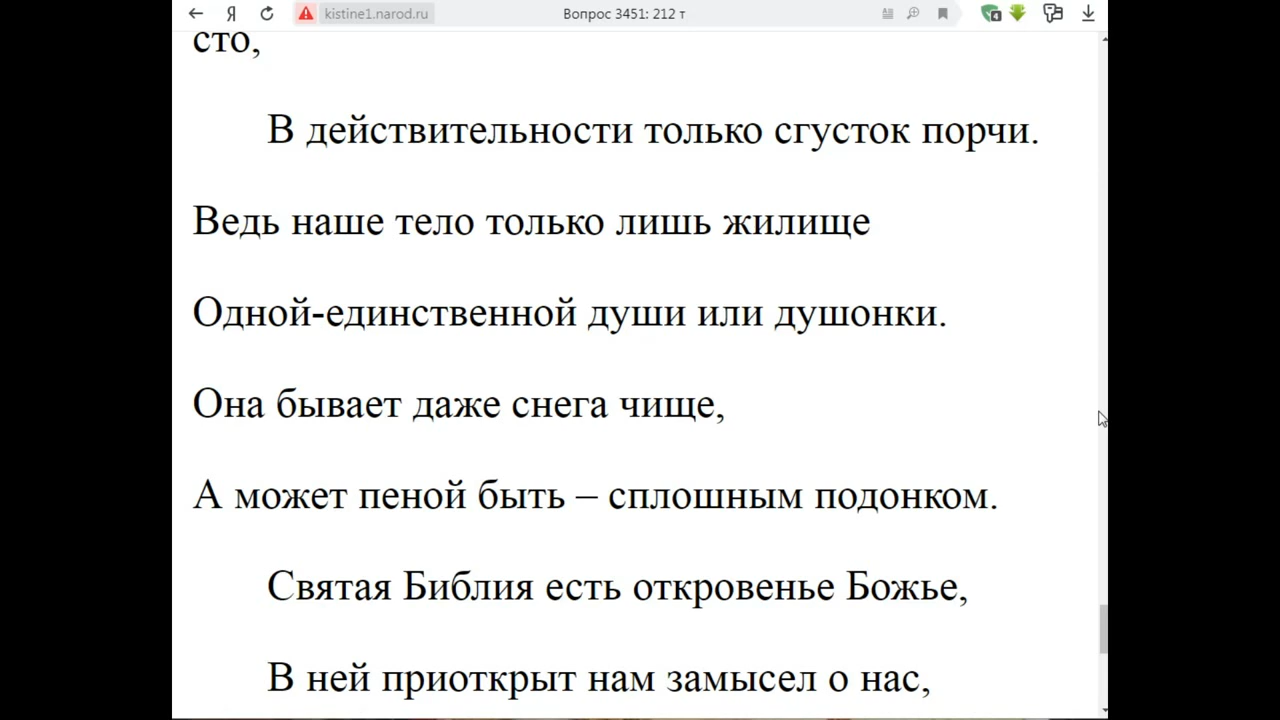 kistine1.narod.ru
Вопрос 3451: 212 т
сто,
В действительности только сгусток порчи.
Ведь наше тело только лишь жилище
Одной-единственной души или душонки.
Она бывает даже снега чище,
А может пеной быть – сплошным подонком.
Святая Библия есть откровенье Божье,
В ней приоткрыт нам замысел о нас,